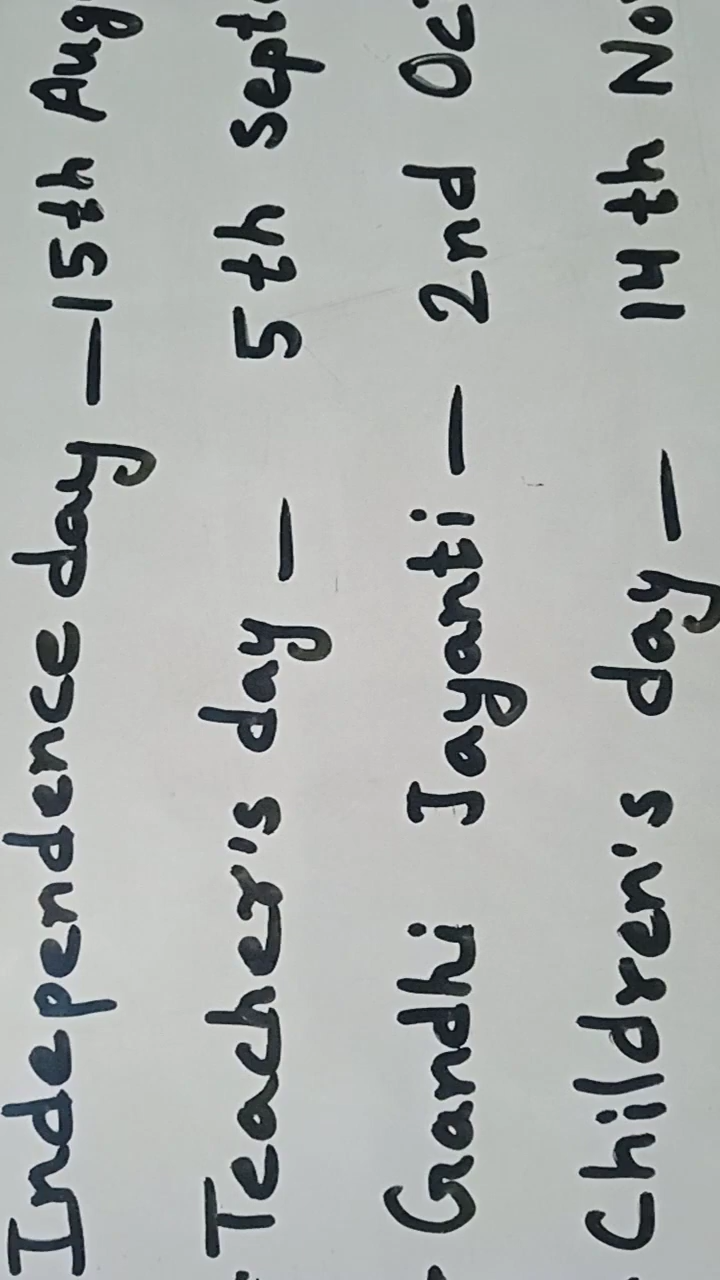 Independence day - 15th Aug
Teacher's day - 5th Sept
Gandhi Jayanti - 2nd Oc
Children's day - 14th No